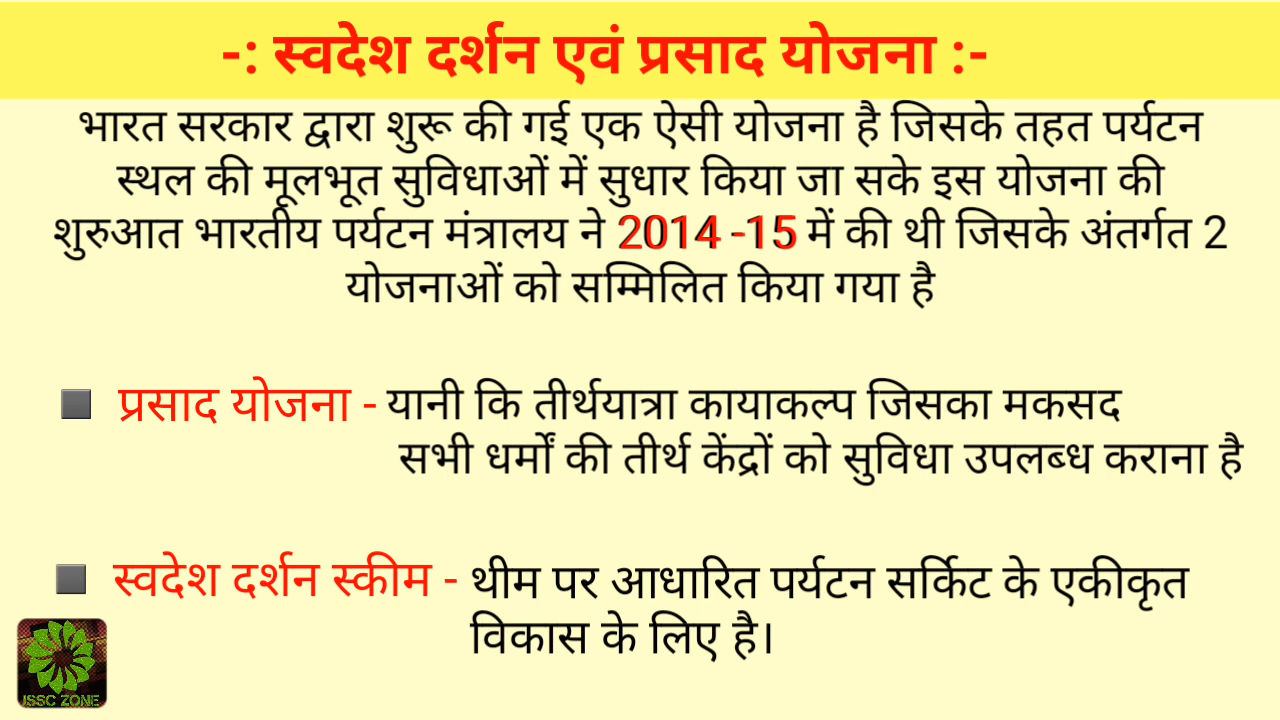 -: स्वदेश दर्शन एवं प्रसाद योजना :-
भारत सरकार द्वारा शुरू की गई एक ऐसी योजना है जिसके तहत पर्यटन
स्थल की मूलभूत सुविधाओं में सुधार किया जा सके इस योजना की
शुरुआत भारतीय पर्यटन मंत्रालय ने 2014 -15 में की थी जिसके अंतर्गत 2
योजनाओं को सम्मिलित किया गया है
प्रसाद योजना - यानी कि तीर्थयात्रा कायाकल्प जिसका मकसद
सभी धर्मों की तीर्थ केंद्रों को सुविधा उपलब्ध कराना है
स्वदेश दर्शन स्कीम - थीम पर आधारित पर्यटन सर्किट के एकीकृत
विकास के लिए है।
JSSC ZONE